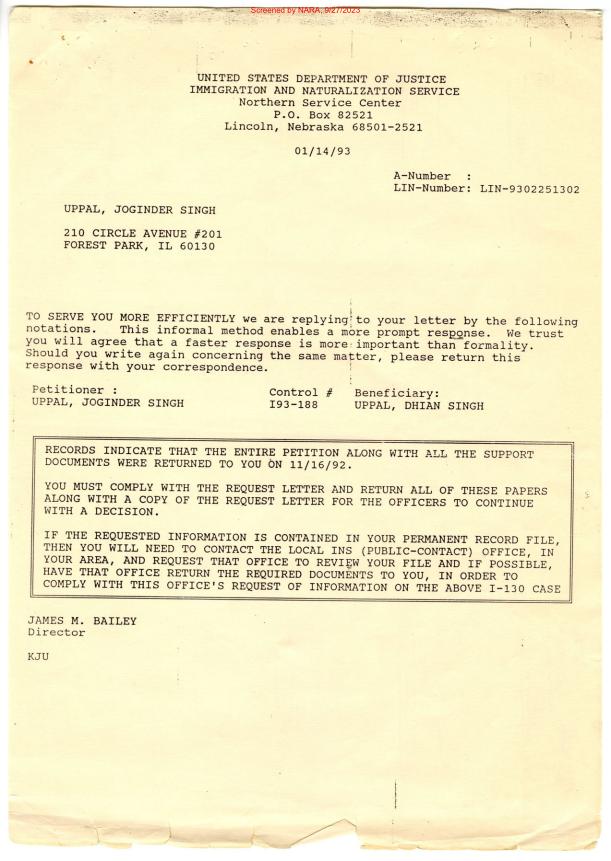 Screened by NARA, 9/27/2023
UNITED STATES DEPARTMENT OF JUSTICE
IMMIGRATION AND NATURALIZATION SERVICE
Northern Service Center
P.O. Box 82521
Lincoln, Nebraska 68501-2521
01/14/93
A-Number :
LIN-Number: LIN-9302251302
UPPAL, JOGINDER SINGH
210 CIRCLE AVENUE #201
FOREST PARK, IL 60130
TO SERVE YOU MORE EFFICIENTLY we are replying to your letter by the following
notations. This informal method enables a more prompt response. We trust
you will agree that a faster response is more important than formality.
Should you write again concerning the same matter, please return this
response with your correspondence.
Petitioner : Control # Beneficiary:
UPPAL, JOGINDER SINGH I93-188 UPPAL, DHIAN SINGH
RECORDS INDICATE THAT THE ENTIRE PETITION ALONG WITH ALL THE SUPPORT
DOCUMENTS WERE RETURNED TO YOU ON 11/16/92.
YOU MUST COMPLY WITH THE REQUEST LETTER AND RETURN ALL OF THESE PAPERS
ALONG WITH A COPY OF THE REQUEST LETTER FOR THE OFFICERS TO CONTINUE
WITH A DECISION.
IF THE REQUESTED INFORMATION IS CONTAINED IN YOUR PERMANENT RECORD FILE,
THEN YOU WILL NEED TO CONTACT THE LOCAL INS (PUBLIC-CONTACT) OFFICE, IN
YOUR AREA, AND REQUEST THAT OFFICE TO REVIEW YOUR FILE AND IF POSSIBLE,
HAVE THAT OFFICE RETURN THE REQUIRED DOCUMENTS TO YOU, IN ORDER TO
COMPLY WITH THIS OFFICE'S REQUEST OF INFORMATION ON THE ABOVE I-130 CASE
JAMES M. BAILEY
Director
KJU